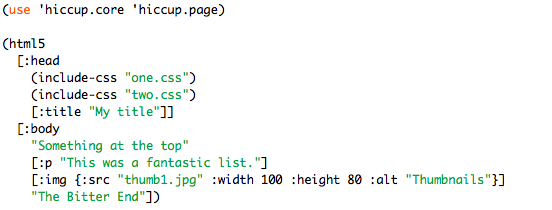 (use 'hiccup.core 'hiccup.page)
(html5
[:head
(include-css "one.css")
(include-css "two.css")
[:title "My title"]]
[:body
"Something at the top"
[:p "This was a fantastic list."]
[:img {:src "thumb1.jpg" :width 100 :height 80 :alt "Thumbnails"}]
"The Bitter End"])